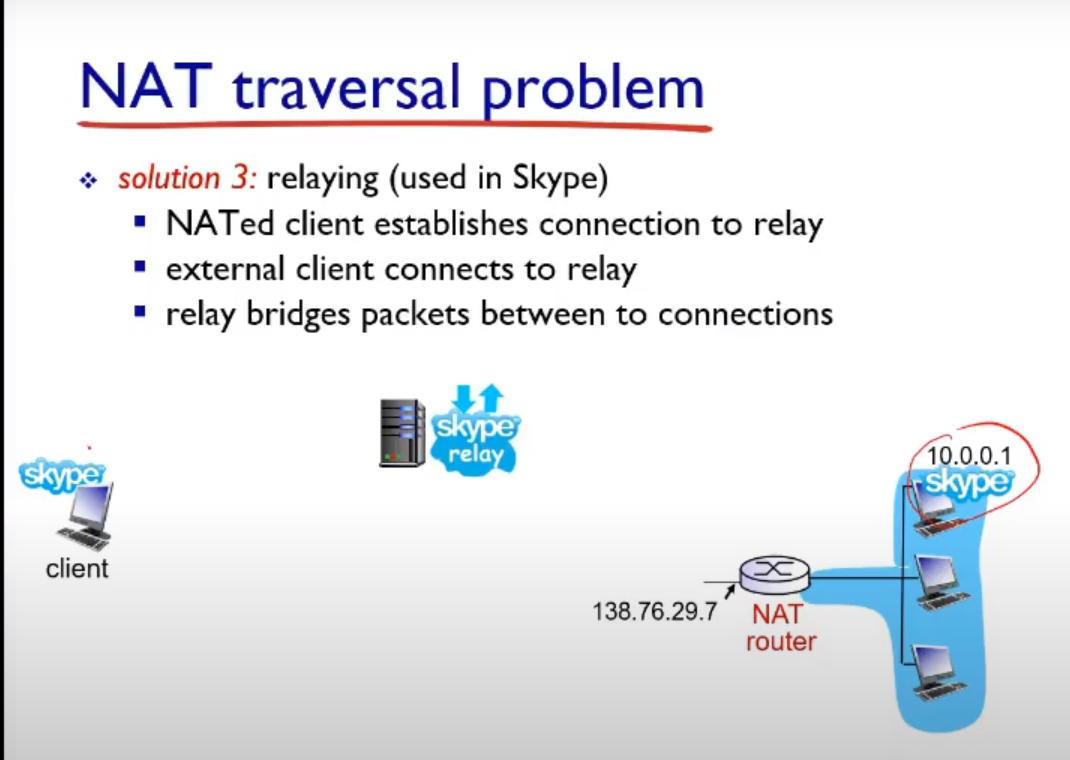 NAT traversal problem
solution 3: relaying (used in Skype)
NATed client establishes connection to relay
external client connects to relay
relay bridges packets between to connections
skype
relay
skype
client
10.0.0.1
skype
138.76.29.7
NAT
router